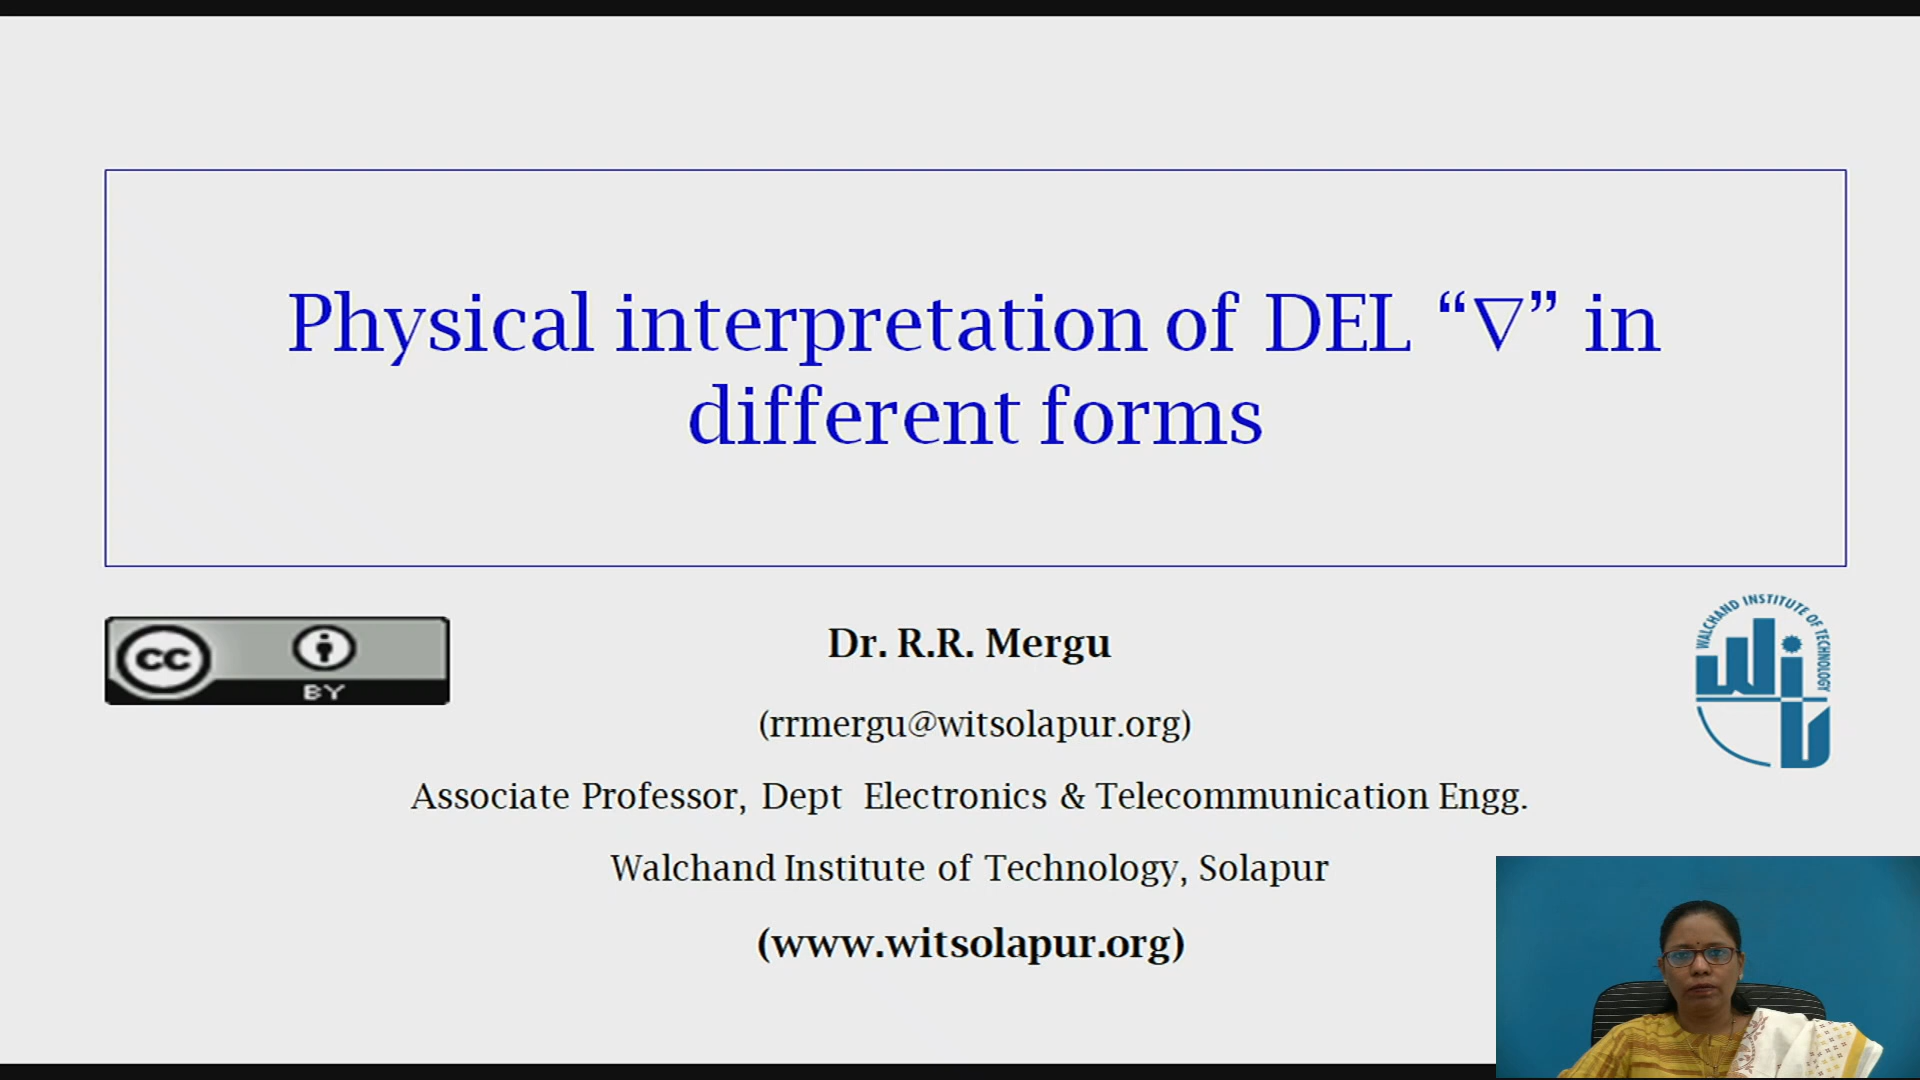 Physical interpretation of DEL “∇” in
different forms
CC
BY
Dr. R.R. Mergu
(rrmergu@witsolapur.org)
Associate Professor, Dept Electronics & Telecommunication Engg.
Walchand Institute of Technology, Solapur
(www.witsolapur.org)
WALCHAND INSTITUTE OF TECHNOLOGY
wit